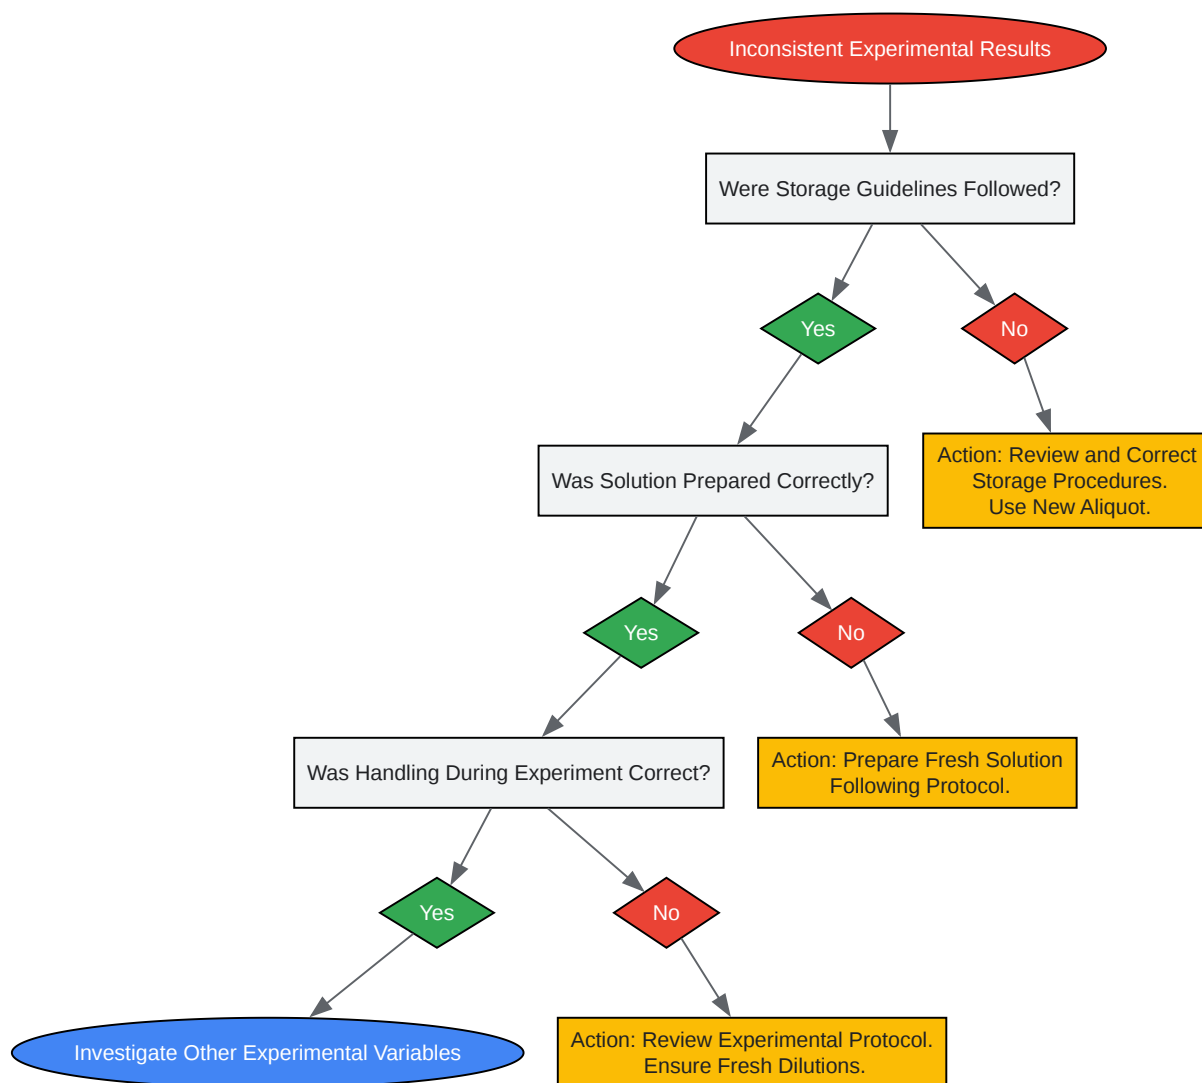 Inconsistent Experimental Results
Were Storage Guidelines Followed?
Yes
No
Was Solution Prepared Correctly?
Action: Review and Correct
Storage Procedures.
Use New Aliquot.
Yes
No
Was Handling During Experiment Correct?
Action: Prepare Fresh Solution
Following Protocol.
Yes
No
Investigate Other Experimental Variables
Action: Review Experimental Protocol.
Ensure Fresh Dilutions.